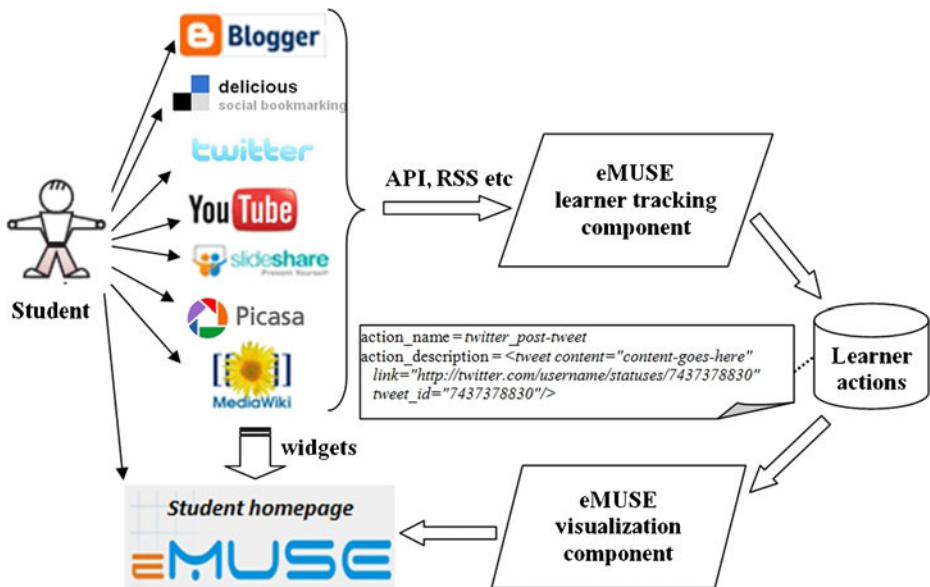 Blogger
delicious
social bookmarking
twitter
YouTube
slideshare
Present Yourself
Picasa
[[MediaWiki]]
Student
API, RSS etc
eMUSE
learner tracking
component
action_name = twitter_post-tweet
action_description = <tweet content="content-goes-here"
link="http://twitter.com/username/statuses/7437378830"
tweet_id="7437378830"/>
Learner
actions
widgets
Student homepage
eMUSE
eMUSE
visualization
component